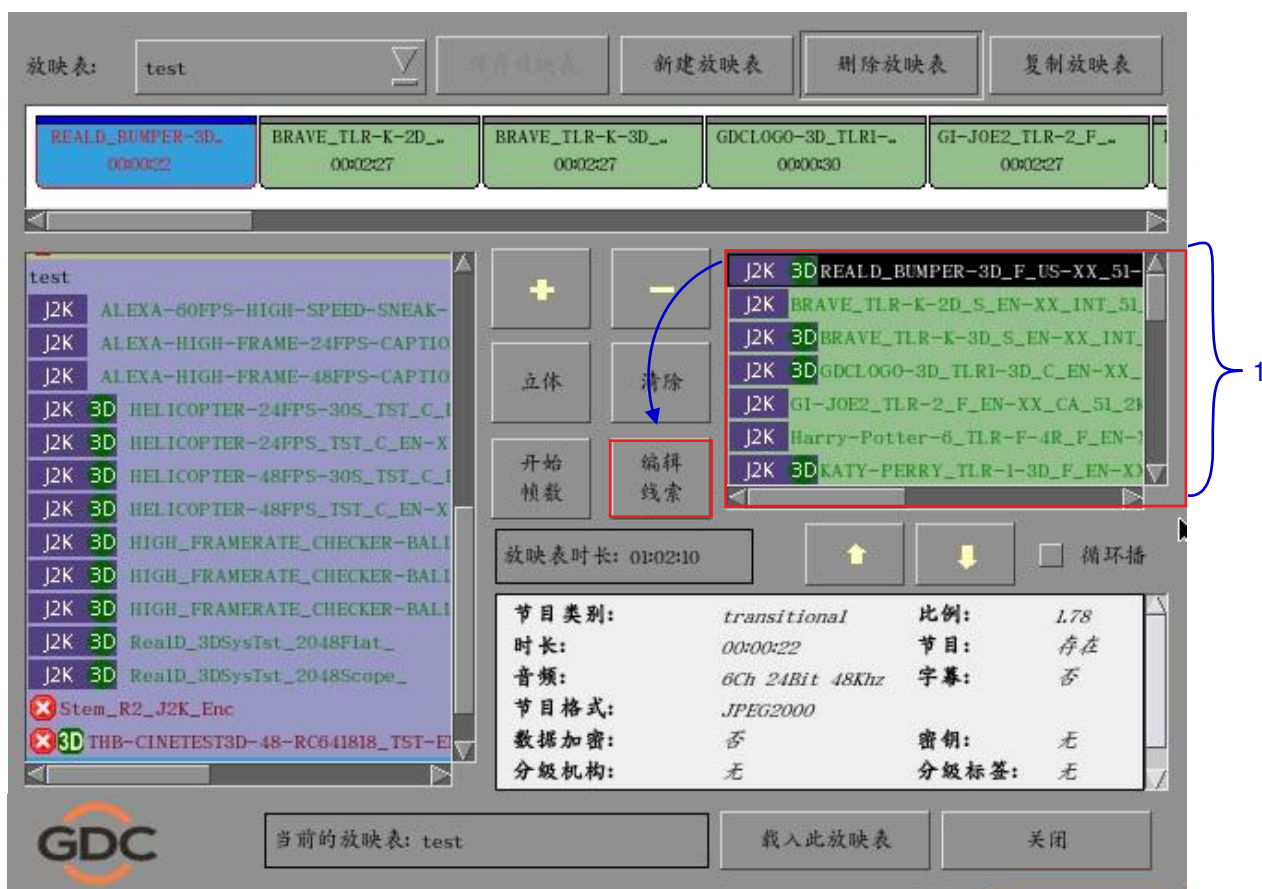 放映表:
test
保存放映表
新建放映表
删除放映表
复制放映表
REALD_BUMPER-3D…
00:00:22
BRAVE_TLR-K-2D_…
00:02:27
BRAVE_TLR-K-3D_…
00:02:27
GDCLOGO-3D_TLR1-…
00:00:30
GI-JOE2_TLR-2_F_…
00:02:27
test
J2K ALEXA-60FPS-HIGH-SPEED-SNEAK-
J2K ALEXA-HIGH-FRAME-24FPS-CAPTIO
J2K ALEXA-HIGH-FRAME-48FPS-CAPTIO
J2K 3D HELICOPTER-24FPS-30S_TST_C_E
J2K 3D HELICOPTER-24FPS_TST_C_EN-X
J2K 3D HELICOPTER-48FPS-30S_TST_C_E
J2K 3D HELICOPTER-48FPS_TST_C_EN-X
J2K 3D HIGH_FRAMERATE_CHECKER-BALL
J2K 3D HIGH_FRAMERATE_CHECKER-BALL
J2K 3D HIGH_FRAMERATE_CHECKER-BALL
J2K 3D RealD_3DSysTst_2048Flat_
J2K 3D RealD_3DSysTst_2048Scope_
Stem_R2_J2K_Enc
3D THB-CINETEST3D-48-RC641818_TST-E
+
−
立体
清除
开始
帧数
编辑
线索
J2K 3D REALD_BUMPER-3D_F_US-XX_51-
J2K BRAVE_TLR-K-2D_S_EN-XX_INT_51_
J2K 3D BRAVE_TLR-K-3D_S_EN-XX_INT_
J2K 3D GDCLOGO-3D_TLR1-3D_C_EN-XX_
J2K GI-JOE2_TLR-2_F_EN-XX_CA_51_2K
J2K Harry-Potter-6_TLR-F-4R_F_EN-X
J2K 3D KATY-PERRY_TLR-1-3D_F_EN-XX
1
放映表时长: 01:02:10
循环播
节目类别: transitional 比例: 1.78
时长: 00:00:22 节目: 存在
音频: 6Ch 24Bit 48Khz 字幕: 否
节目格式: JPEG2000
数据加密: 否 密钥: 无
分级机构: 无 分级标签: 无
GDC
当前的放映表: test
载入此放映表
关闭